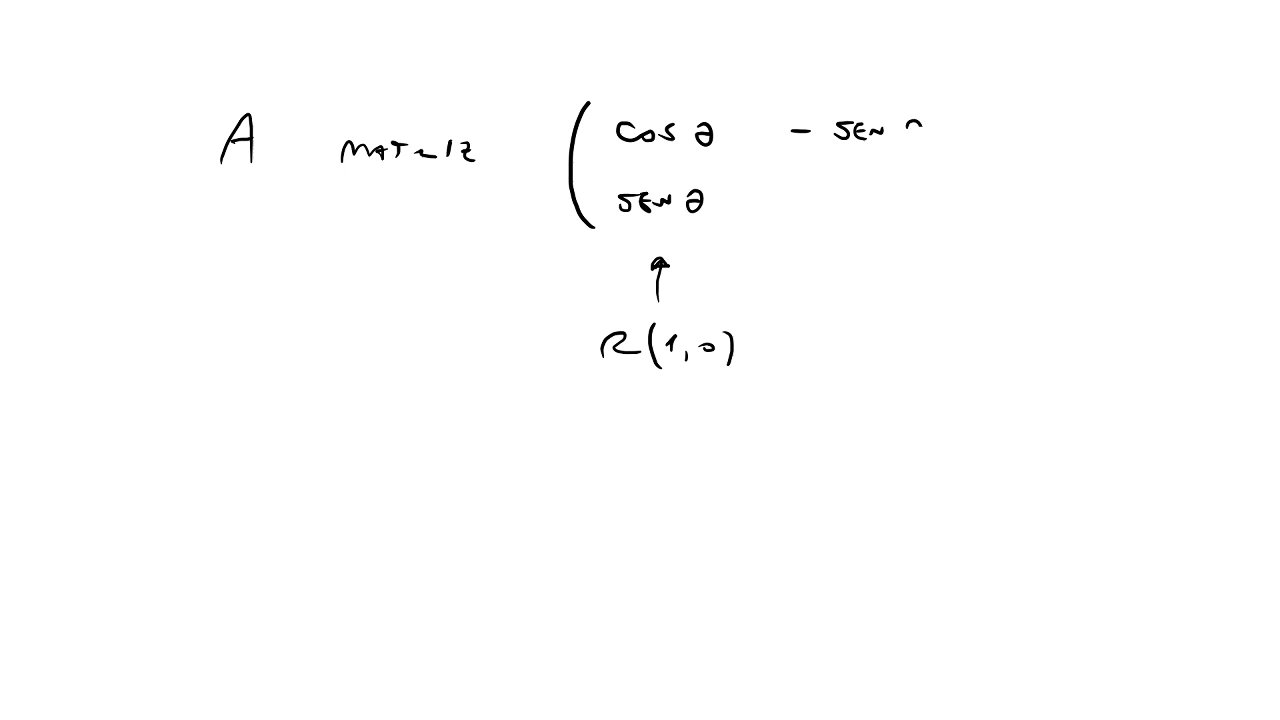 A MATRIZ ( cos ∂ - SEN
SEN ∂
↑
R(1,0)